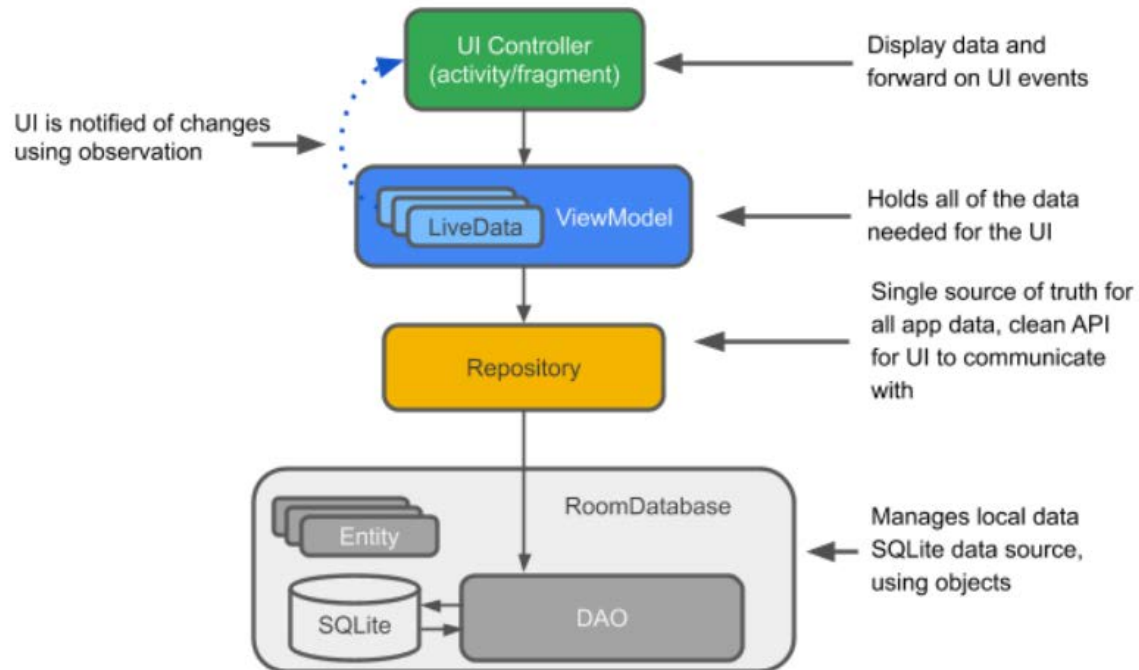 UI Controller
(activity/fragment)
Display data and
forward on UI events
UI is notified of changes
using observation
LiveData
ViewModel
Holds all of the data
needed for the UI
Single source of truth for
all app data, clean API
for UI to communicate
with
Repository
RoomDatabase
Entity
Manages local data
SQLite data source,
using objects
SQLite
DAO